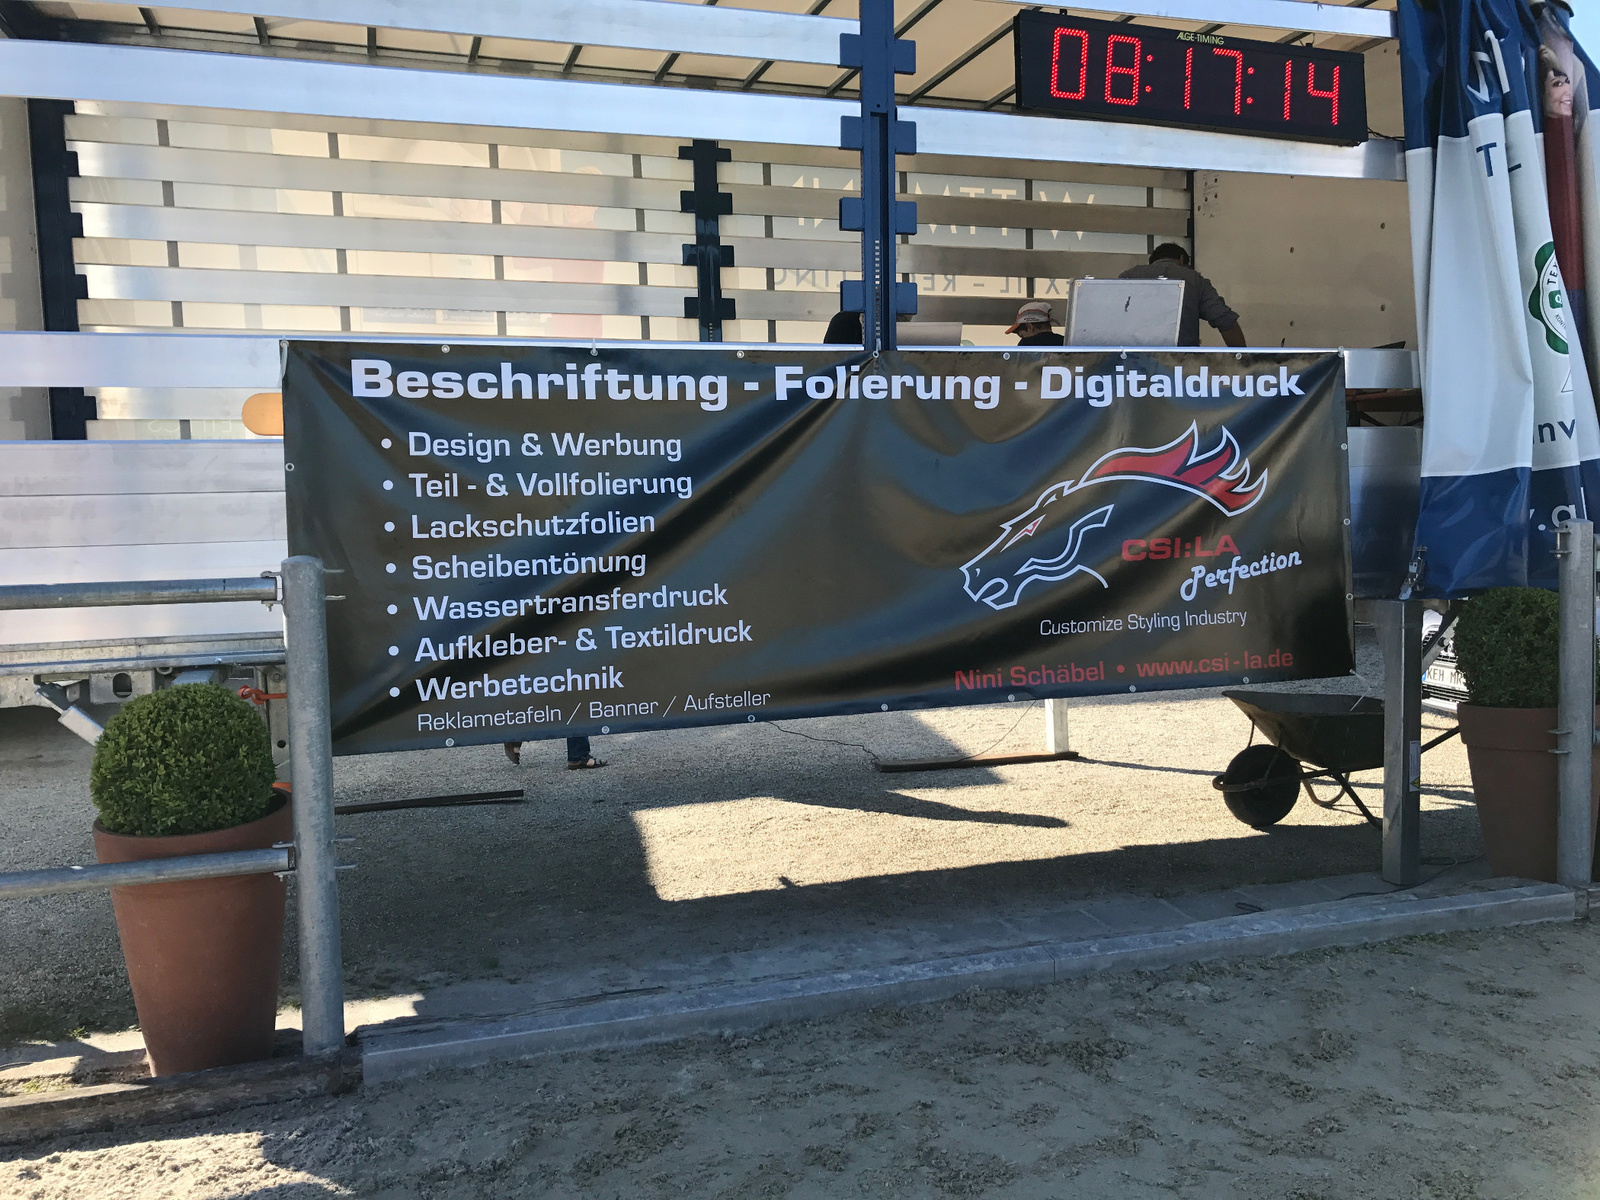 ALGE-TIMING
08:17:14
Beschriftung - Folierung - Digitaldruck
• Design & Werbung
• Teil - & Vollfolierung
• Lackschutzfolien
• Scheibentönung
• Wassertransferdruck
• Aufkleber- & Textildruck
• Werbetechnik
Reklametafeln / Banner / Aufsteller
CSI:LA
Perfection
Customize Styling Industry
Nini Schäbel • www.csi-la.de